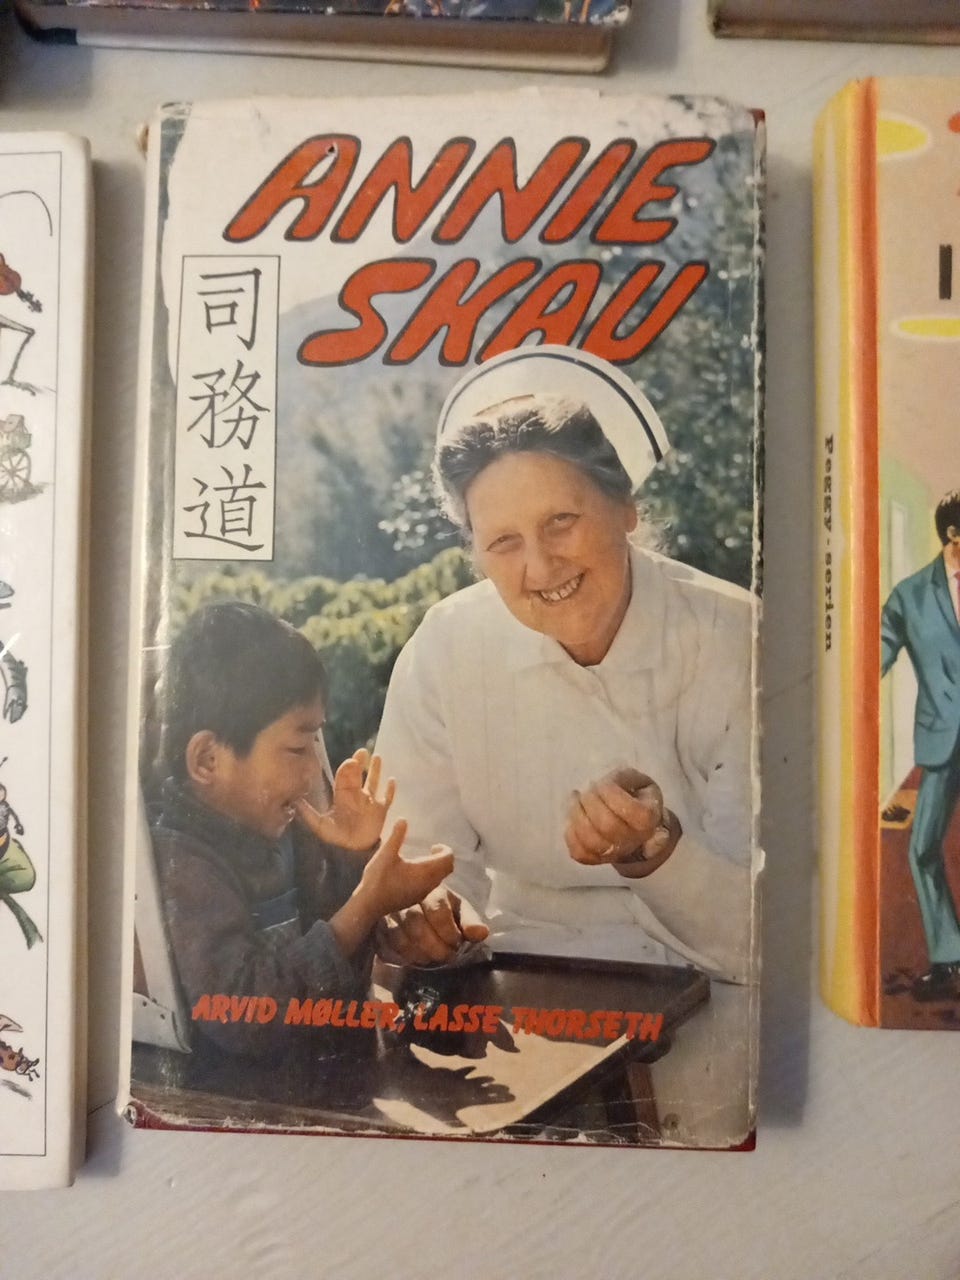 ANNIE
SKAU
司務道
ARVID MØLLER, LASSE THORSETH
Peggy-serien